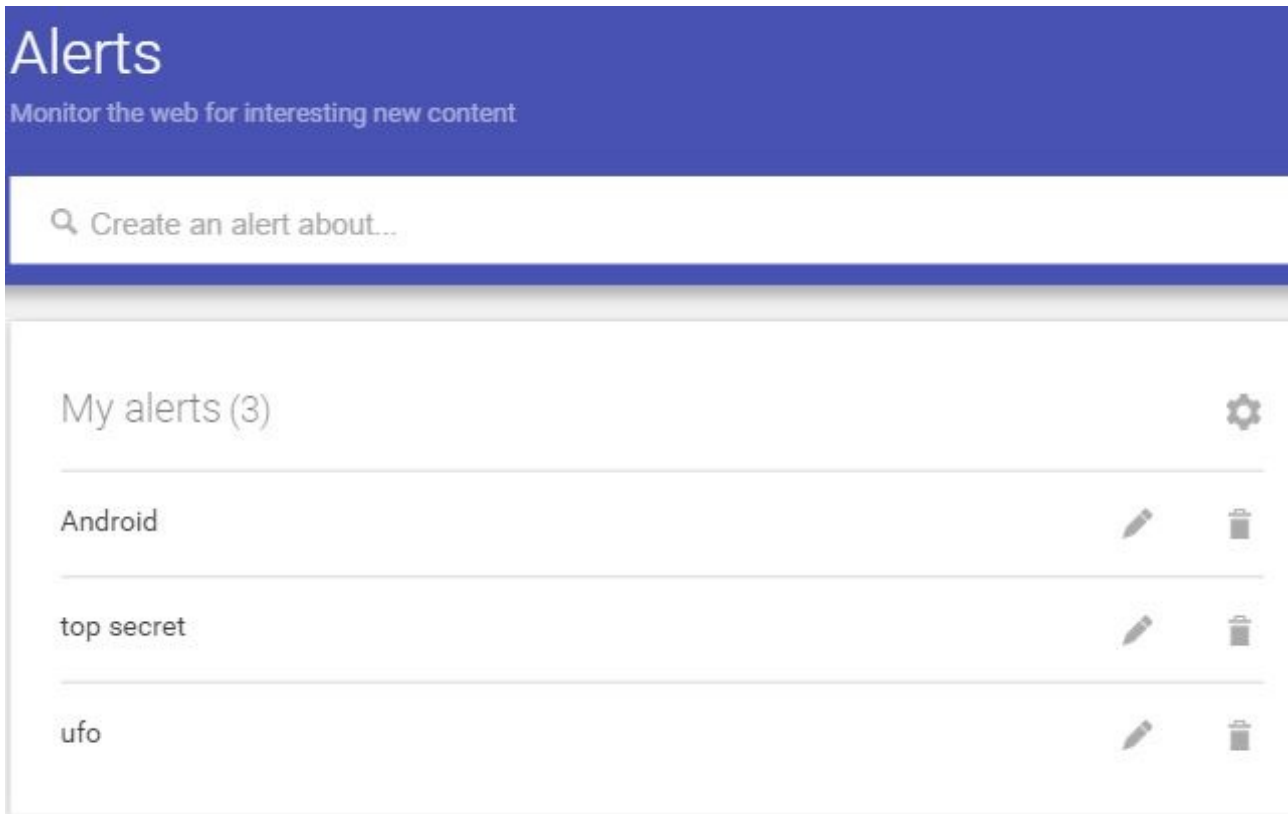 Alerts
Monitor the web for interesting new content
Create an alert about...
My alerts (3)
Android
top secret
ufo